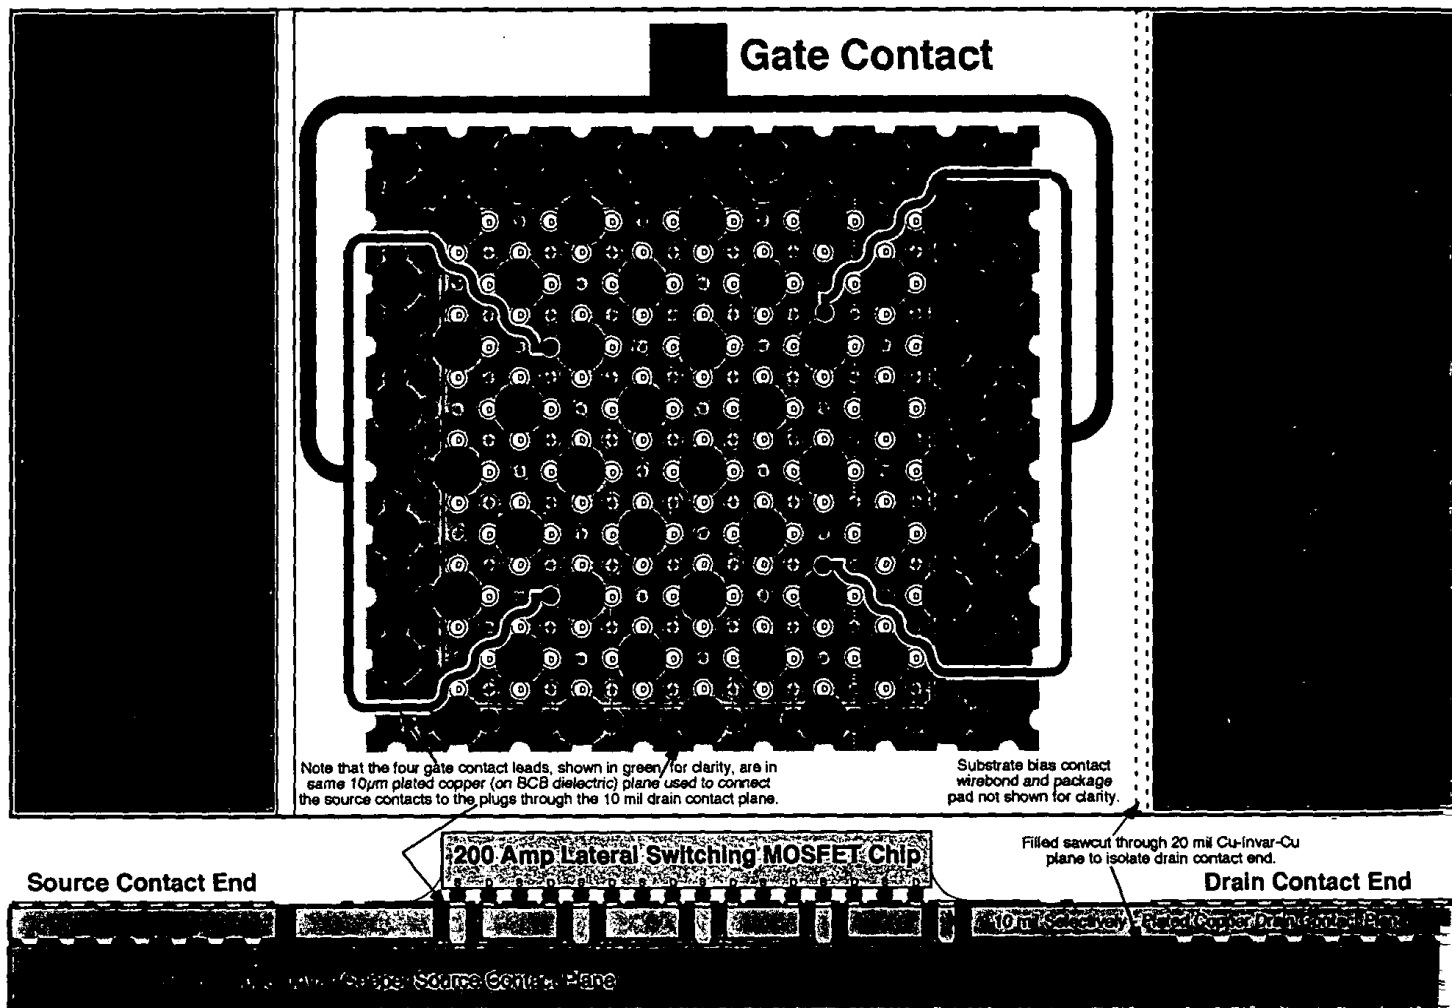 Gate Contact
Note that the four gate contact leads, shown in green, for clarity, are in
same 10µm plated copper (on BCB dielectric) plane used to connect
the source contacts to the plugs through the 10 mil drain contact plane.
Substrate bias contact
wirebond and package
pad not shown for clarity.
200 Amp Lateral Switching MOSFET Chip
Filled sawcut through 20 mil Cu-Invar-Cu
plane to isolate drain contact end.
Source Contact End
Drain Contact End
10 mil Selectively Plated Copper Drain Contact Plane
Copper Source Contact Plane